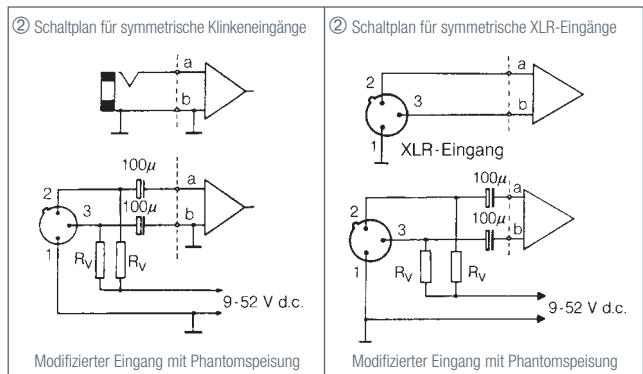 ② Schaltplan für symmetrische Klinkeneingänge
a
b
100µ
a
2
3
100µ
b
1
Rᵥ
Rᵥ
9-52 V d.c.
Modifizierter Eingang mit Phantomspeisung
② Schaltplan für symmetrische XLR-Eingänge
2
a
3
b
1
XLR-Eingang
100µ
a
2
100µ
3
b
1
Rᵥ
Rᵥ
9-52 V d.c.
Modifizierter Eingang mit Phantomspeisung